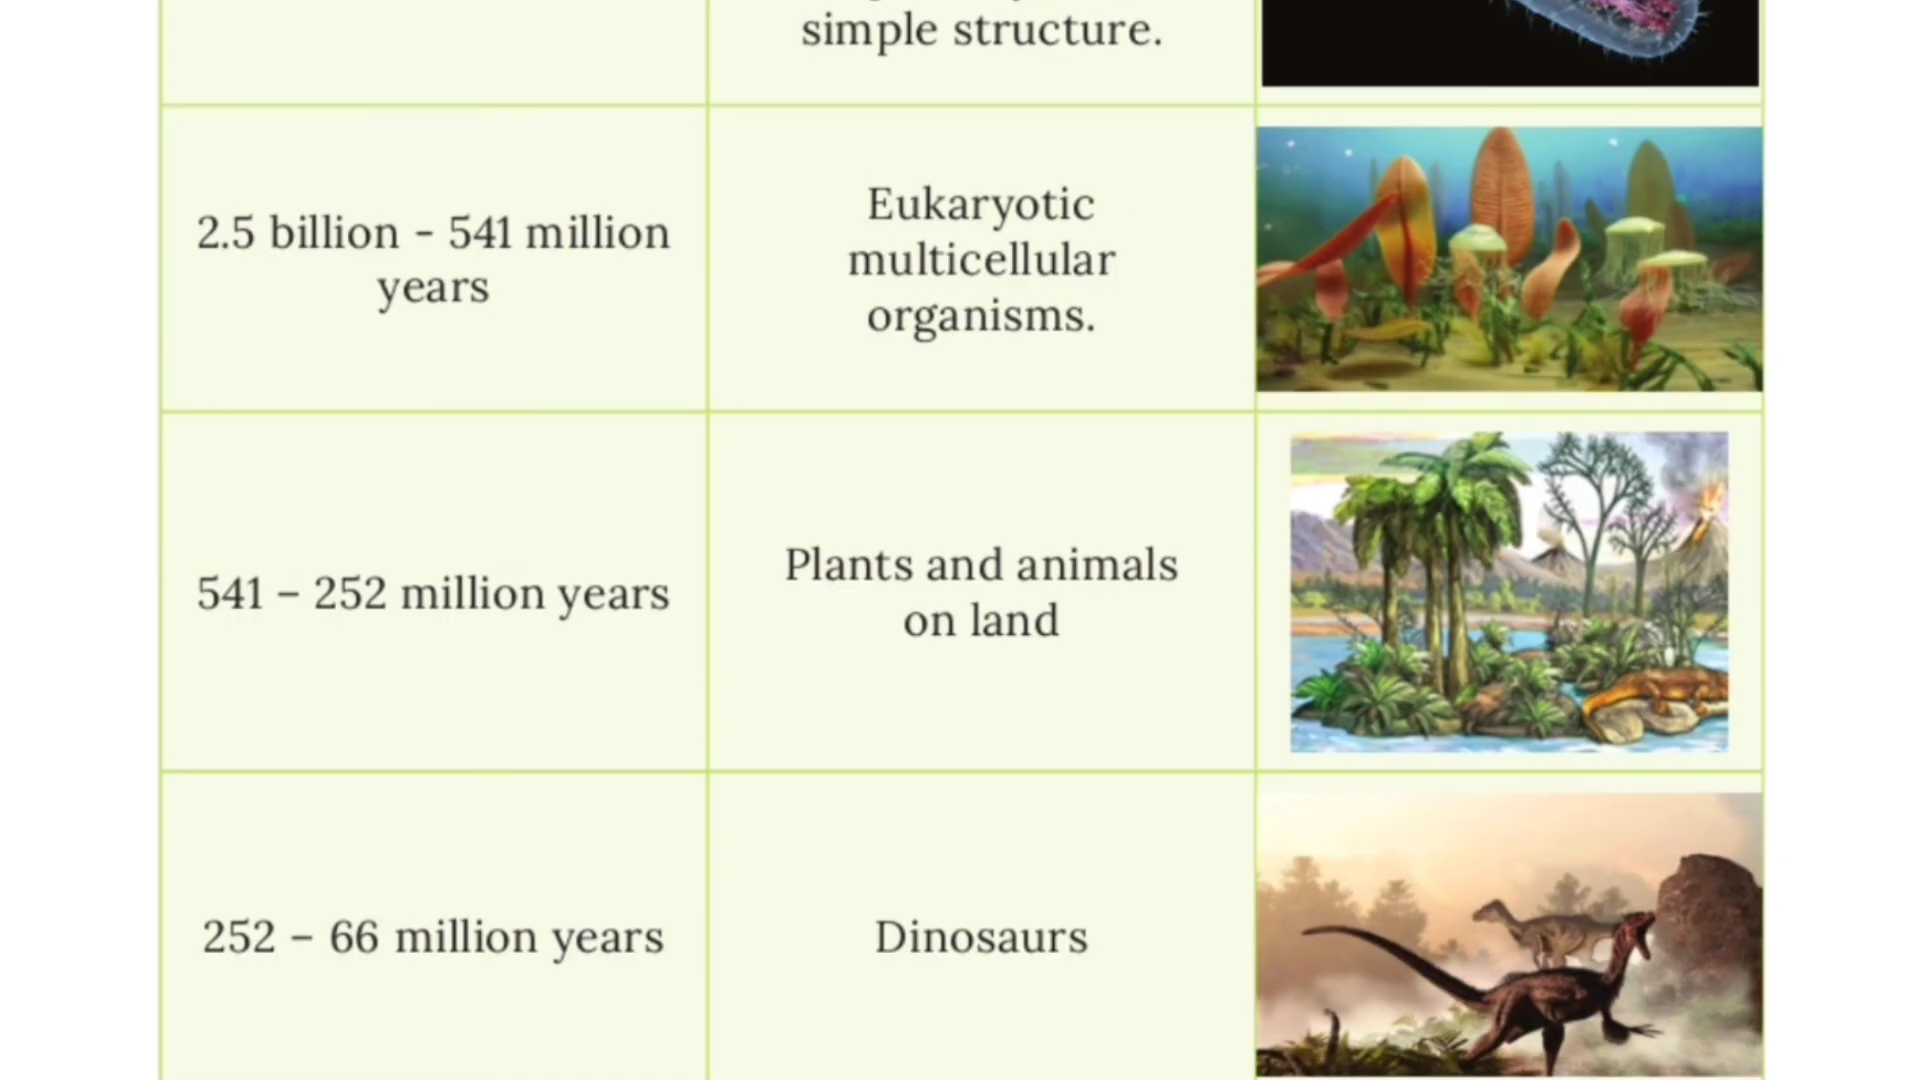 simple structure.
2.5 billion - 541 million
years
Eukaryotic
multicellular
organisms.
541 – 252 million years
Plants and animals
on land
252 – 66 million years
Dinosaurs